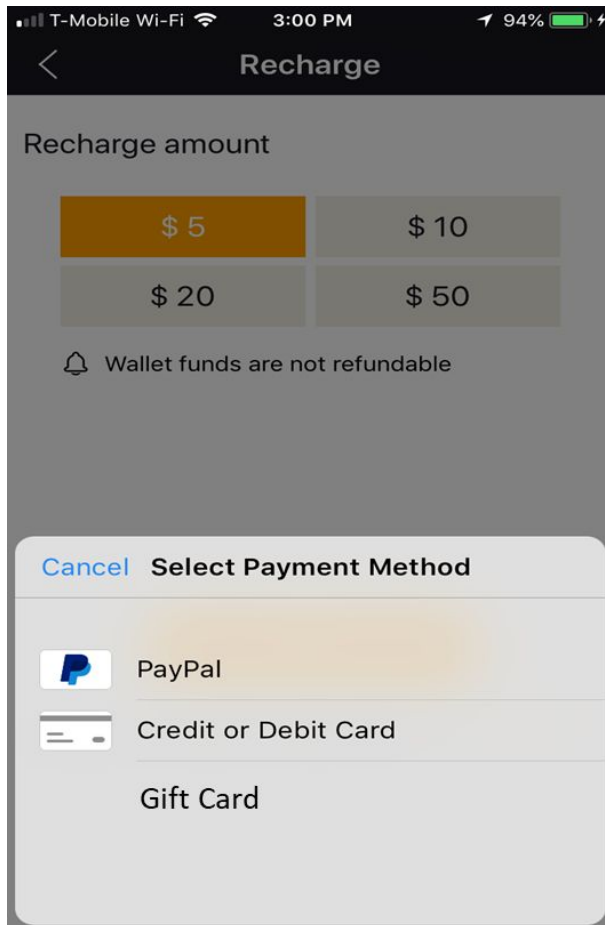 T-Mobile Wi-Fi 3:00 PM 94%
Recharge
Recharge amount
$ 5 $ 10
$ 20 $ 50
Wallet funds are not refundable
Cancel Select Payment Method
PayPal
Credit or Debit Card
Gift Card